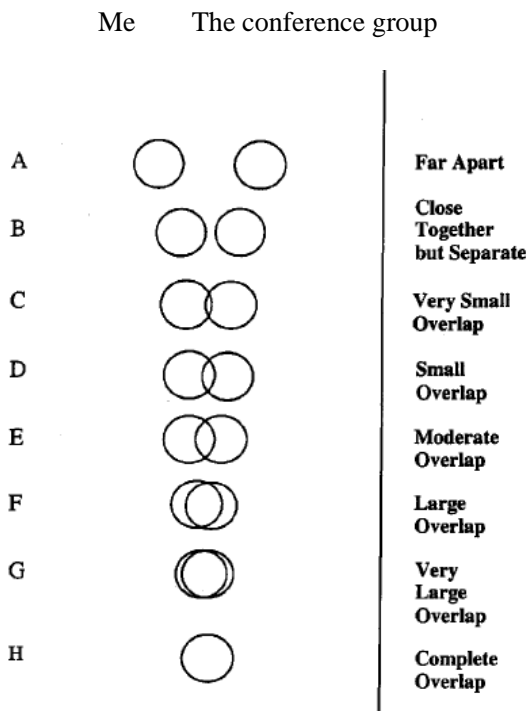 Me The conference group
A Far Apart
Close
B Together
but Separate
C Very Small
Overlap
D Small
Overlap
E Moderate
Overlap
F Large
Overlap
G Very
Large
Overlap
H Complete
Overlap